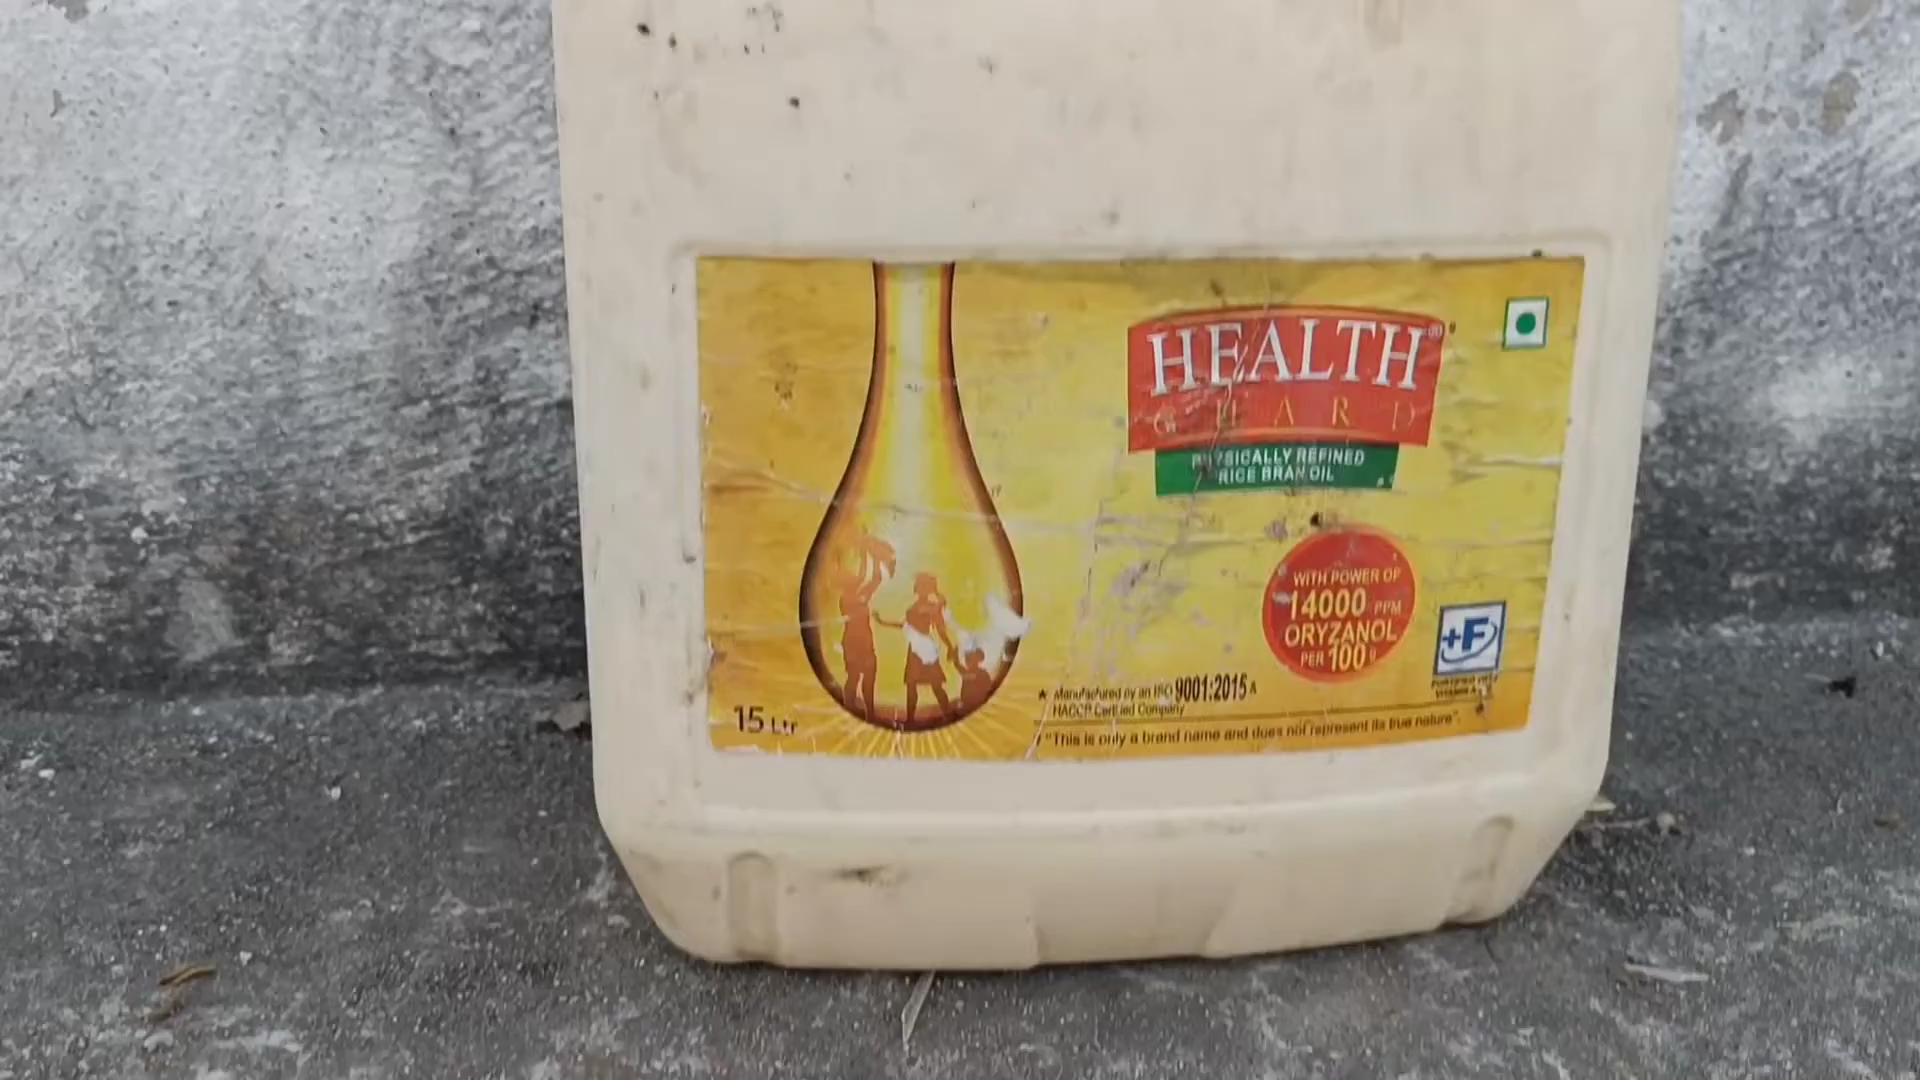 HEALTH
GUARD
PHYSICALLY REFINED
RICE BRAN OIL
WITH POWER OF
14000 PPM
ORYZANOL
PER 100 g
+F
FORTIFIED WITH
15 Ltr
★ Manufactured by an ISO 9001:2015 A
HACCP Certified Company
"This is only a brand name and does not represent its true nature".